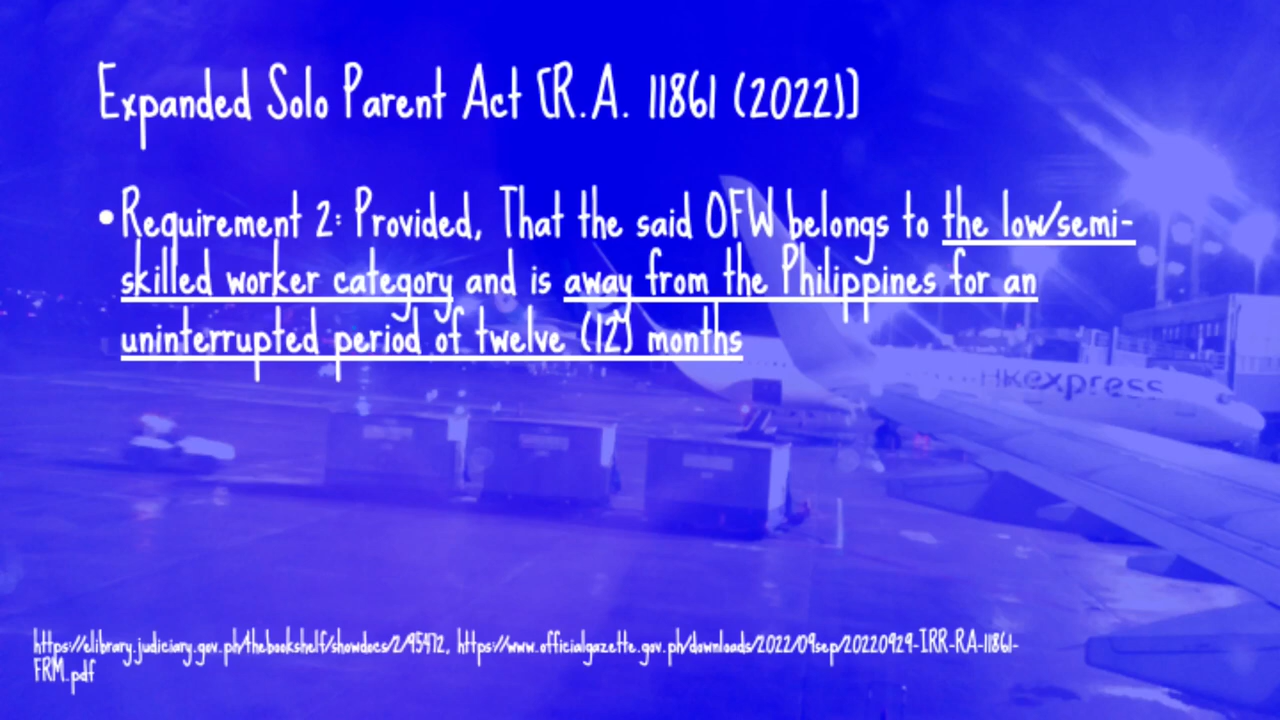 Expanded Solo Parent Act [R.A. 11861 (2022)]
• Requirement 2: Provided, That the said OFW belongs to the low/semi-
skilled worker category and is away from the Philippines for an
uninterrupted period of twelve (12) months
HKexpress
https://elibrary.judiciary.gov.ph/thebookshelf/showdocs/2/95472, https://www.officialgazette.gov.ph/downloads/2022/09sep/20220929-IRR-RA-11861-
FRM.pdf